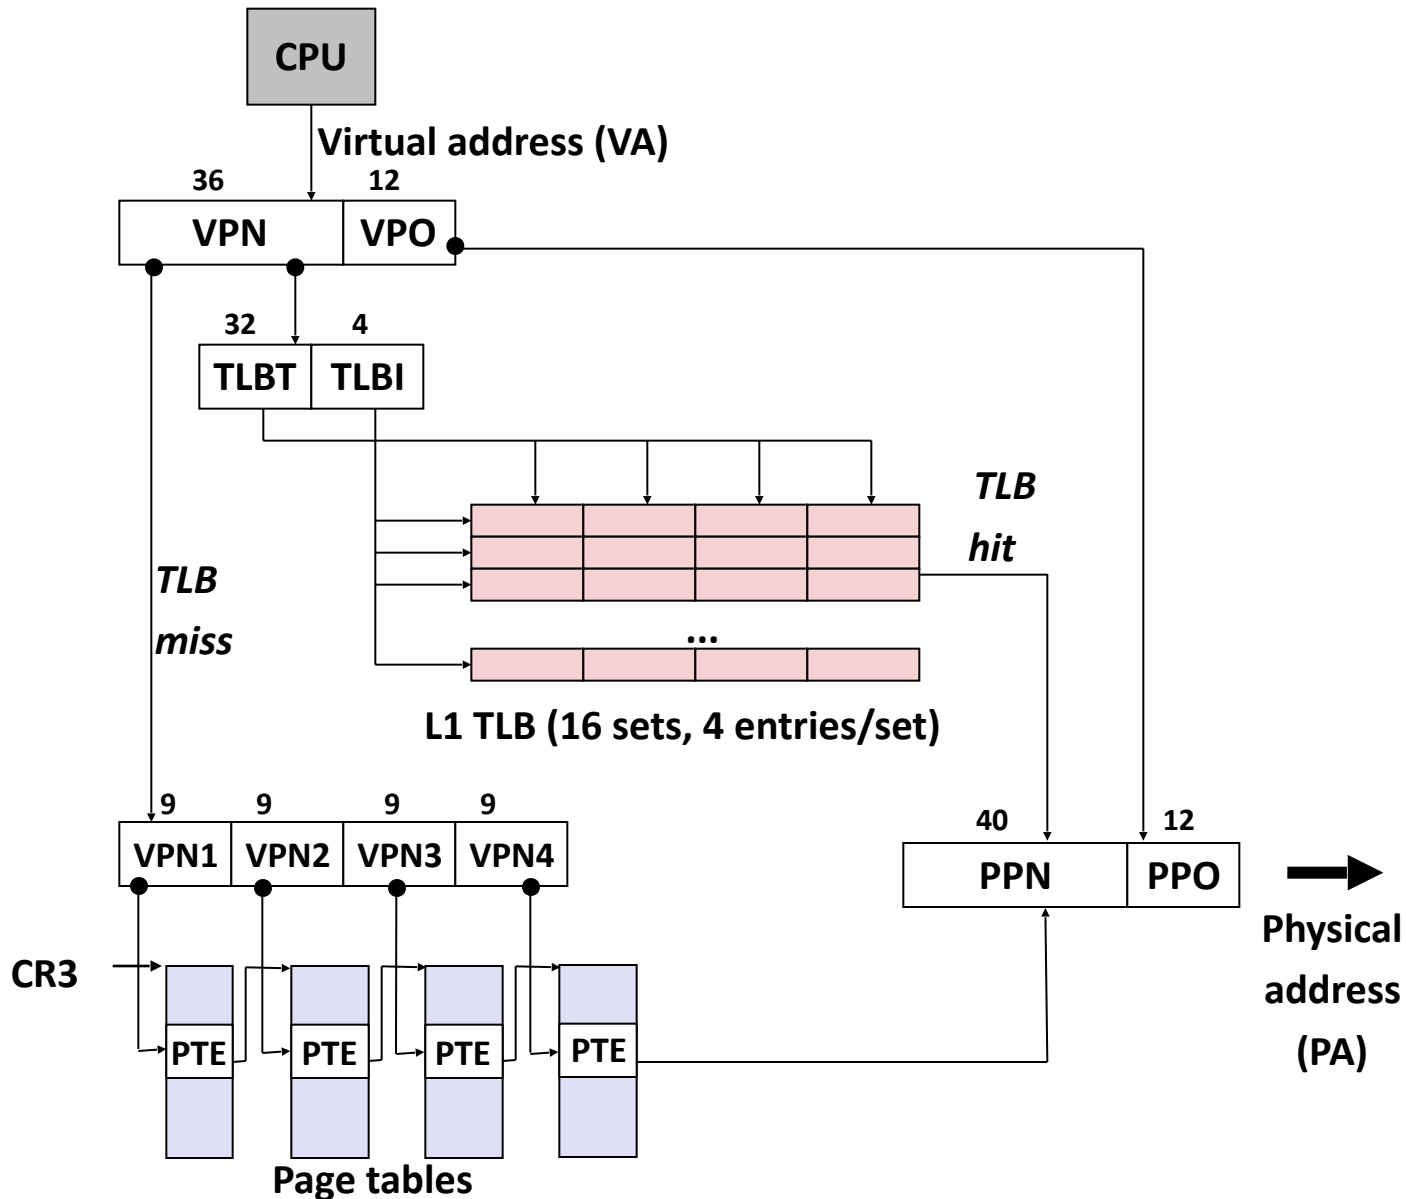 CPU
Virtual address (VA)
36 12
VPN VPO
32 4
TLBT TLBI
TLB
hit
TLB
miss
...
L1 TLB (16 sets, 4 entries/set)
9 9 9 9
VPN1 VPN2 VPN3 VPN4
40 12
PPN PPO
Physical
address
(PA)
CR3
PTE PTE PTE PTE
Page tables